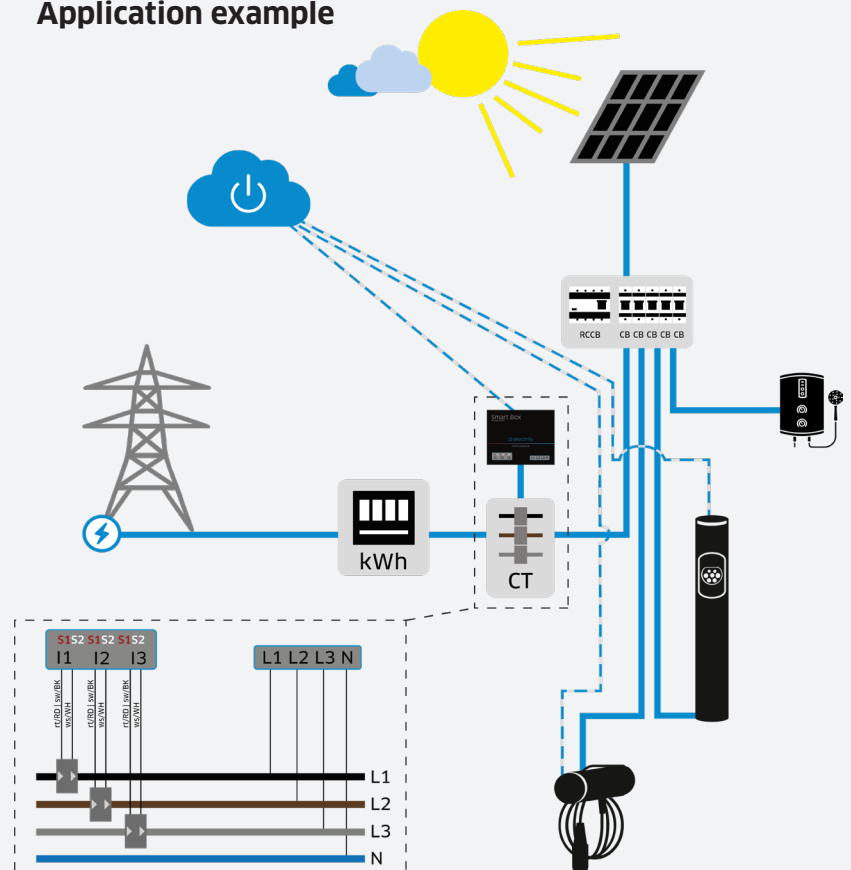 Application example
RCCB
CB CB CB CB CB
Smart Box
kWh
CT
S1 S2 S1 S2 S1 S2
I1 I2 I3
L1 L2 L3 N
rt/RD | sw/BK
ws/WH
rt/RD | sw/BK
ws/WH
rt/RD | sw/BK
ws/WH
L1
L2
L3
N